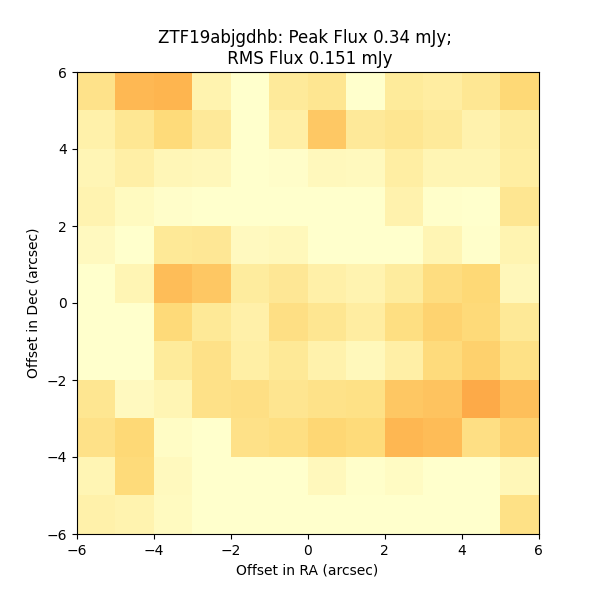 ZTF19abjgdhb: Peak Flux 0.34 mJy;
RMS Flux 0.151 mJy
6
4
2
0
−2
−4
−6
Offset in Dec (arcsec)
−6 −4 −2 0 2 4 6
Offset in RA (arcsec)